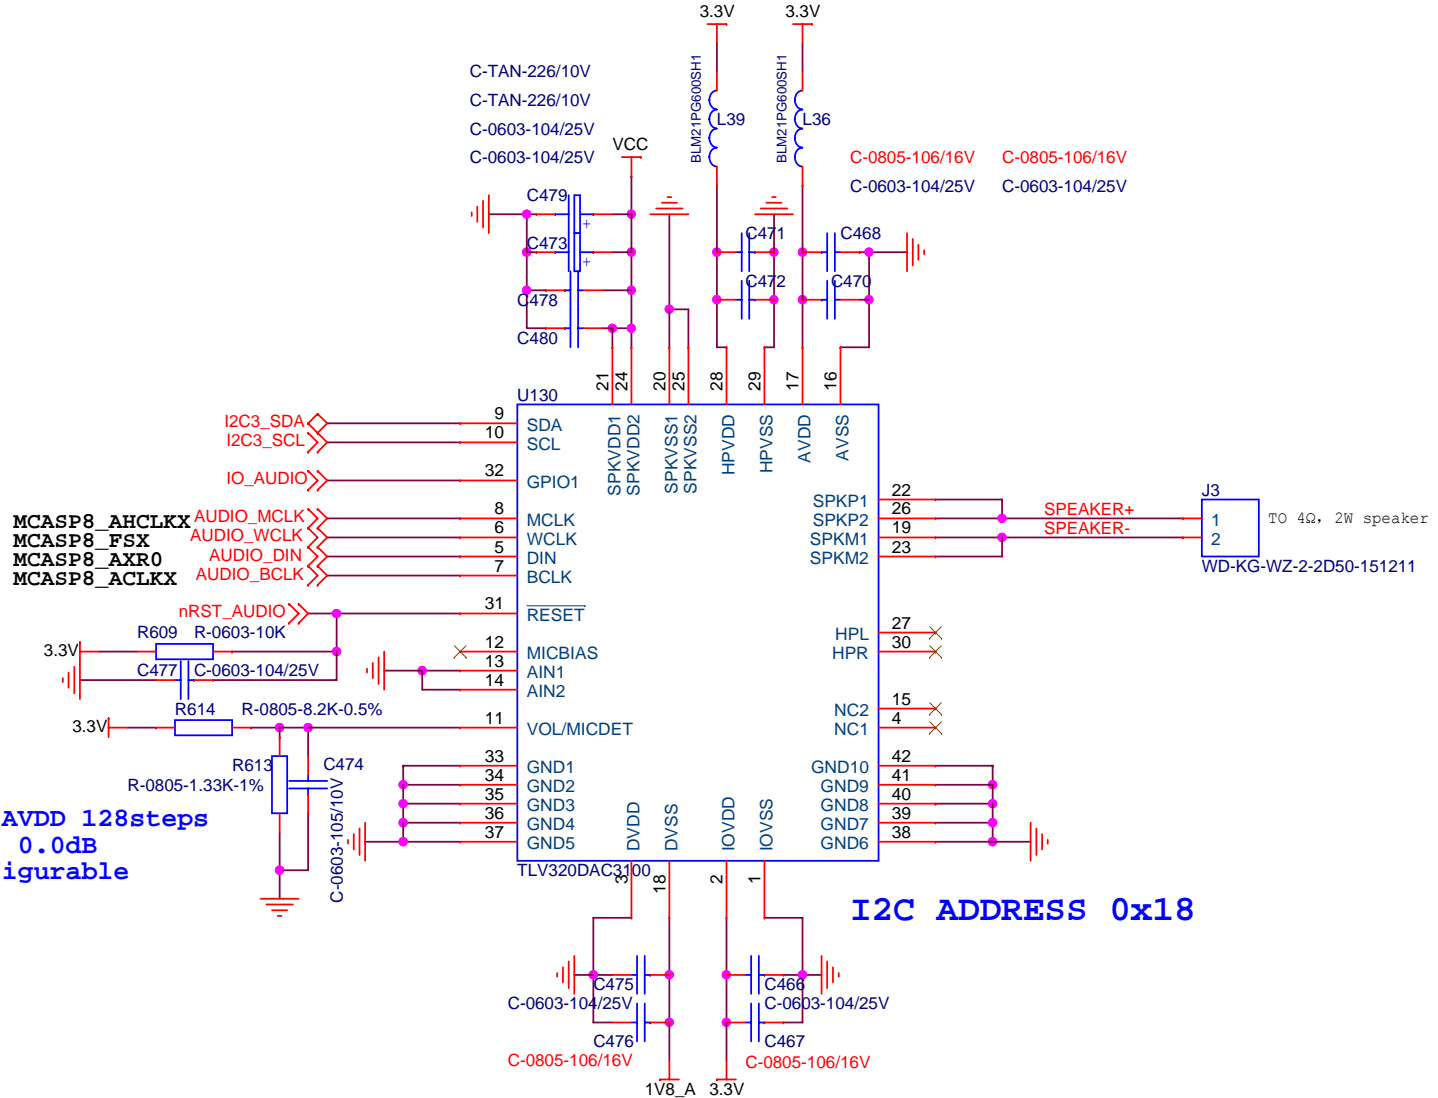 3.3V 3.3V
C-TAN-226/10V
C-TAN-226/10V
C-0603-104/25V
C-0603-104/25V
VCC
BLM21PG600SH1
L39
BLM21PG600SH1
L36
C-0805-106/16V C-0805-106/16V
C-0603-104/25V C-0603-104/25V
C479
+
C473
+
C478
C480
C471
C472
C468
C470
21 24 20 25 28 29 17 16
U130
SPKVDD1 SPKVDD2 SPKVSS1 SPKVSS2 HPVDD HPVSS AVDD AVSS
I2C3_SDA 9 SDA
I2C3_SCL 10 SCL
IO_AUDIO 32 GPIO1
MCASP8_AHCLKX AUDIO_MCLK 8 MCLK
MCASP8_FSX AUDIO_WCLK 6 WCLK
MCASP8_AXR0 AUDIO_DIN 5 DIN
MCASP8_ACLKX AUDIO_BCLK 7 BCLK
nRST_AUDIO 31 RESET
R609 R-0603-10K
3.3V
C477 C-0603-104/25V
12 MICBIAS
13 AIN1
14 AIN2
R614 R-0805-8.2K-0.5%
3.3V
11 VOL/MICDET
R613
R-0805-1.33K-1%
C474
C-0603-105/10V
33 GND1
34 GND2
35 GND3
36 GND4
37 GND5
AVDD 128steps
0.0dB
igurable
SPKP1 22
SPKP2 26
SPKM1 19
SPKM2 23
SPEAKER+
SPEAKER-
J3
1
2
TO 4Ω, 2W speaker
WD-KG-WZ-2-2D50-151211
HPL 27
HPR 30
NC2 15
NC1 4
GND10 42
GND9 41
GND8 40
GND7 39
GND6 38
DVDD DVSS IOVDD IOVSS
TLV320DAC3100
3 18 2 1
I2C ADDRESS 0x18
C475
C-0603-104/25V
C476
C-0805-106/16V
C466
C-0603-104/25V
C467
C-0805-106/16V
1V8_A 3.3V